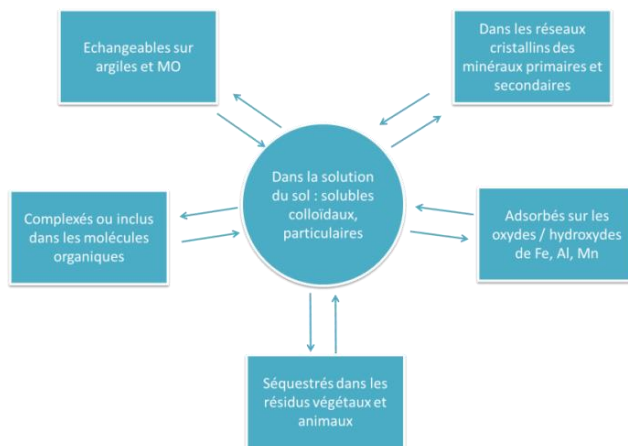 Echangeables sur
argiles et MO
Dans les réseaux
cristallins des
minéraux primaires et
secondaires
Dans la solution
du sol : solubles
colloïdaux,
particulaires
Complexés ou inclus
dans les molécules
organiques
Adsorbés sur les
oxydes / hydroxydes
de Fe, Al, Mn
Séquestrés dans les
résidus végétaux et
animaux